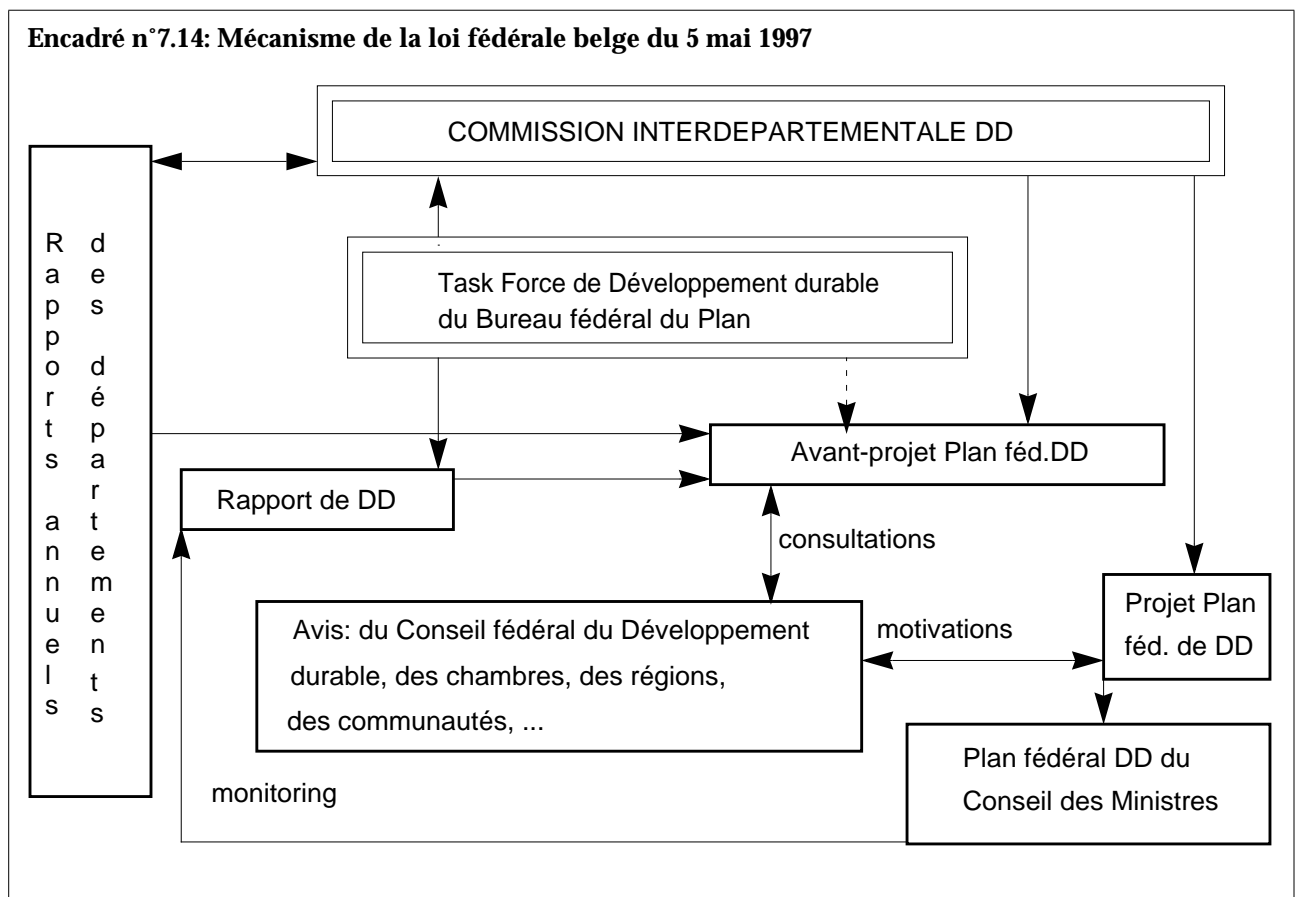 Encadré n°7.14: Mécanisme de la loi fédérale belge du 5 mai 1997
COMMISSION INTERDEPARTEMENTALE DD
Rapports annuels
des départements
Task Force de Développement durable
du Bureau fédéral du Plan
Avant-projet Plan féd.DD
Rapport de DD
consultations
Avis: du Conseil fédéral du Développement
durable, des chambres, des régions,
des communautés, ...
motivations
Projet Plan
féd. de DD
Plan fédéral DD du
Conseil des Ministres
monitoring